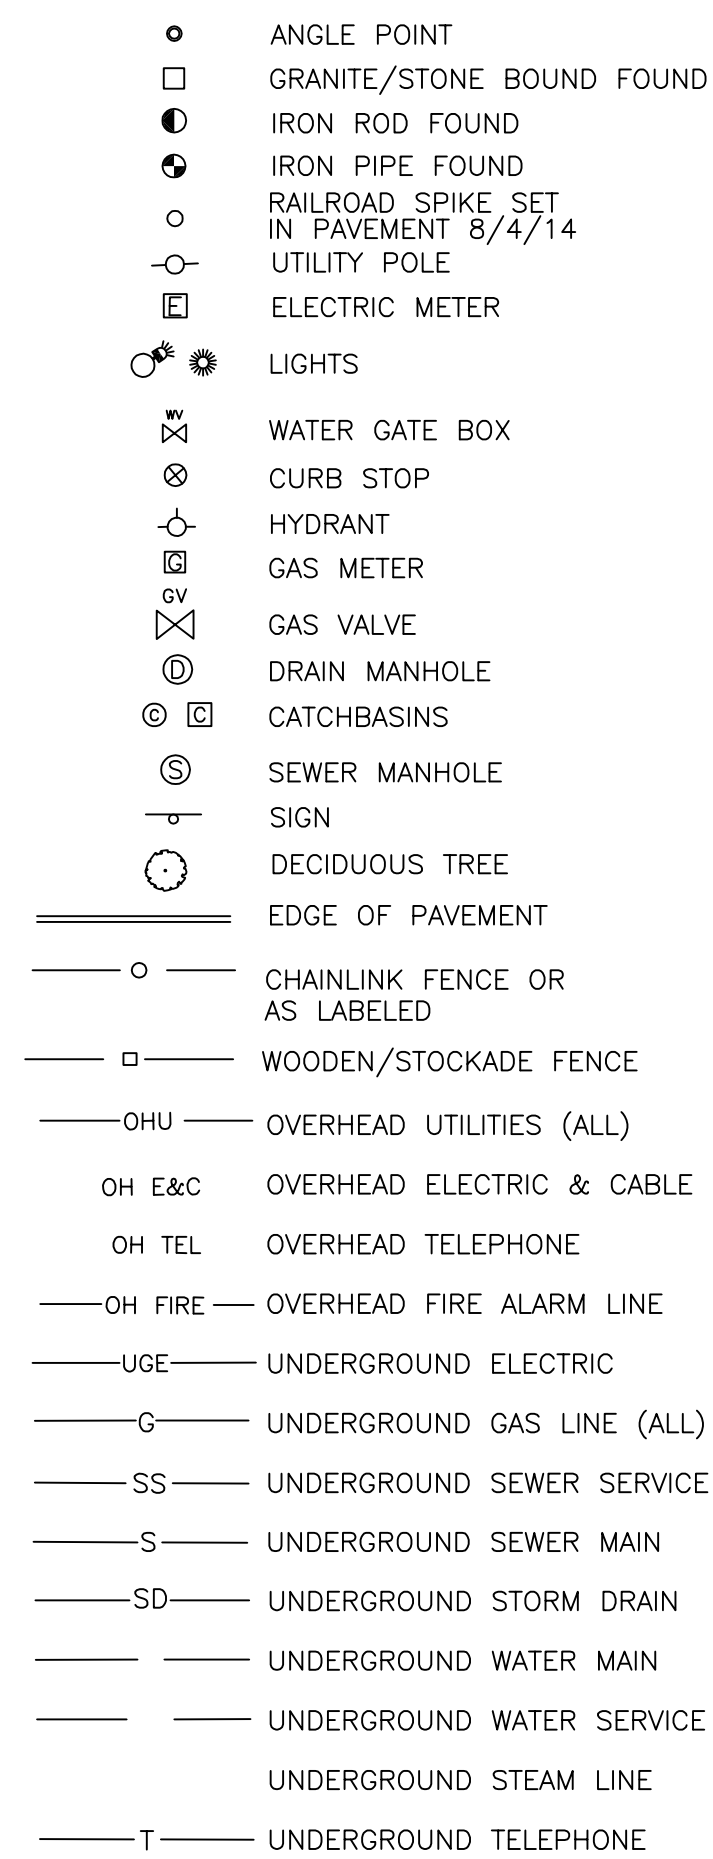 ANGLE POINT
GRANITE/STONE BOUND FOUND
IRON ROD FOUND
IRON PIPE FOUND
RAILROAD SPIKE SET
IN PAVEMENT 8/4/14
UTILITY POLE
E ELECTRIC METER
LIGHTS
WV
WATER GATE BOX
CURB STOP
HYDRANT
G GAS METER
GV
GAS VALVE
D DRAIN MANHOLE
C C CATCHBASINS
S SEWER MANHOLE
SIGN
DECIDUOUS TREE
EDGE OF PAVEMENT
CHAINLINK FENCE OR
AS LABELED
WOODEN/STOCKADE FENCE
OHU OVERHEAD UTILITIES (ALL)
OH E&C OVERHEAD ELECTRIC & CABLE
OH TEL OVERHEAD TELEPHONE
OH FIRE OVERHEAD FIRE ALARM LINE
UGE UNDERGROUND ELECTRIC
G UNDERGROUND GAS LINE (ALL)
SS UNDERGROUND SEWER SERVICE
S UNDERGROUND SEWER MAIN
SD UNDERGROUND STORM DRAIN
UNDERGROUND WATER MAIN
UNDERGROUND WATER SERVICE
UNDERGROUND STEAM LINE
T UNDERGROUND TELEPHONE